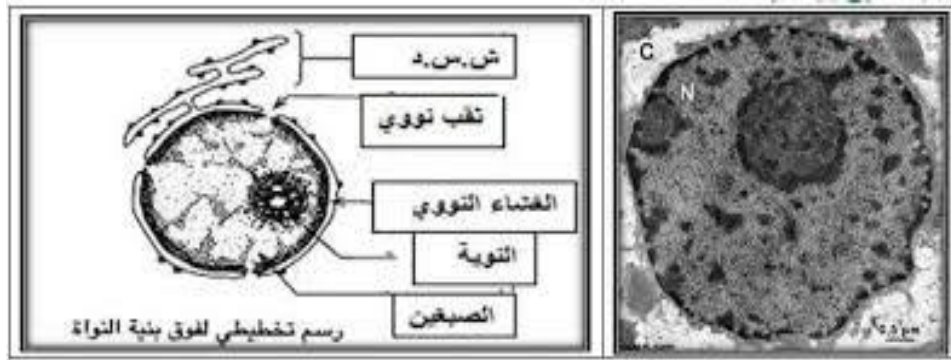 ش.س.د
ثقب نووي
الغشاء النووي
النوية
الصبغين
رسم تخطيطي لفوق بنية النواة
C
N